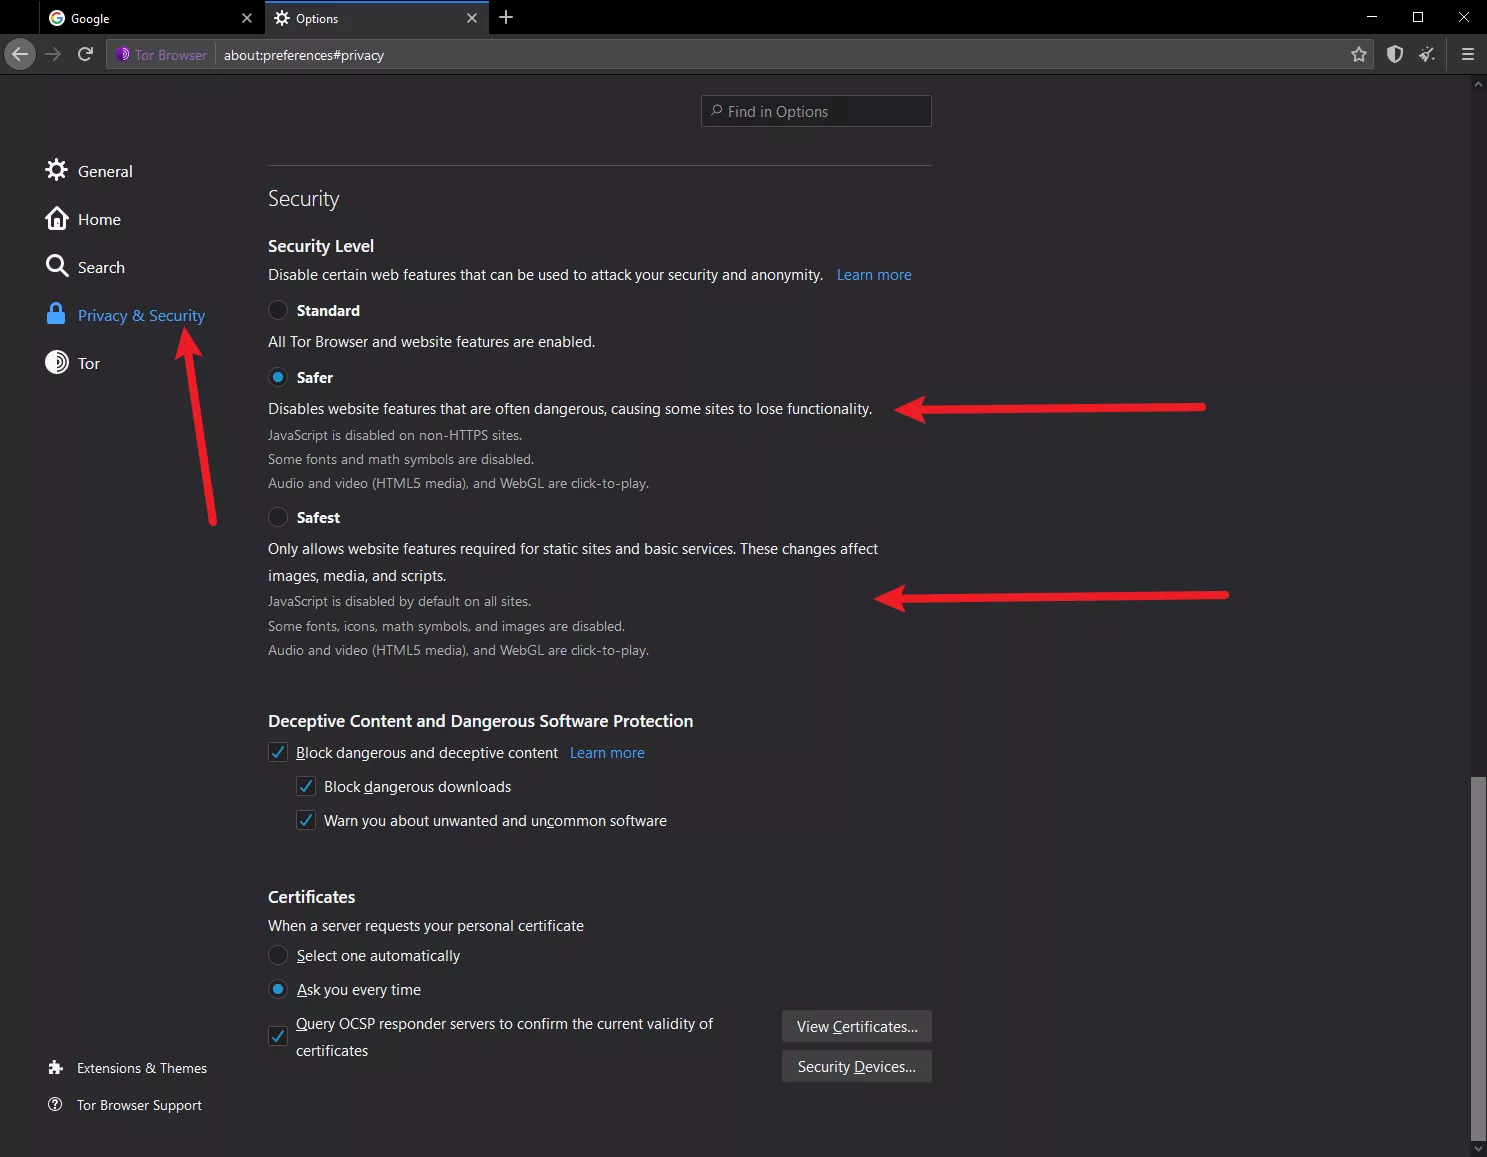 Google
Options
Tor Browser
about:preferences#privacy
Find in Options
General
Home
Search
Privacy & Security
Tor
Security
Security Level
Disable certain web features that can be used to attack your security and anonymity. Learn more
Standard
All Tor Browser and website features are enabled.
Safer
Disables website features that are often dangerous, causing some sites to lose functionality.
JavaScript is disabled on non-HTTPS sites.
Some fonts and math symbols are disabled.
Audio and video (HTML5 media), and WebGL are click-to-play.
Safest
Only allows website features required for static sites and basic services. These changes affect
images, media, and scripts.
JavaScript is disabled by default on all sites.
Some fonts, icons, math symbols, and images are disabled.
Audio and video (HTML5 media), and WebGL are click-to-play.
Deceptive Content and Dangerous Software Protection
Block dangerous and deceptive content Learn more
Block dangerous downloads
Warn you about unwanted and uncommon software
Certificates
When a server requests your personal certificate
Select one automatically
Ask you every time
Query OCSP responder servers to confirm the current validity of
certificates
View Certificates...
Security Devices...
Extensions & Themes
Tor Browser Support